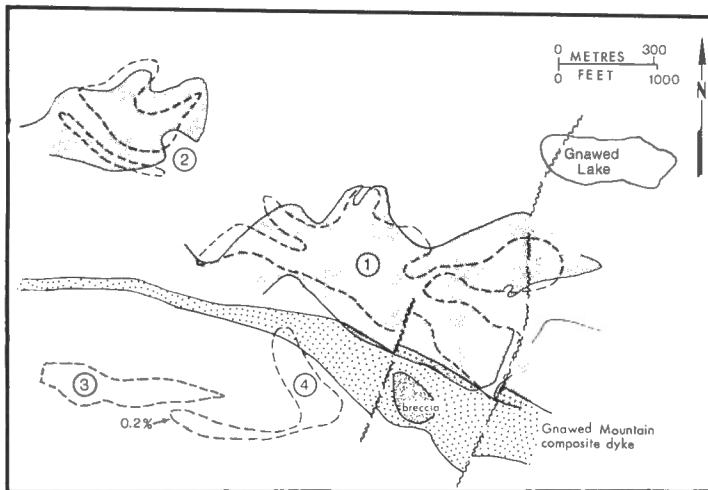 0 METRES 300
0 FEET 1000
N
Gnawed
Lake
2
1
3
4
0.2%
breccia
Gnawed Mountain
composite dyke